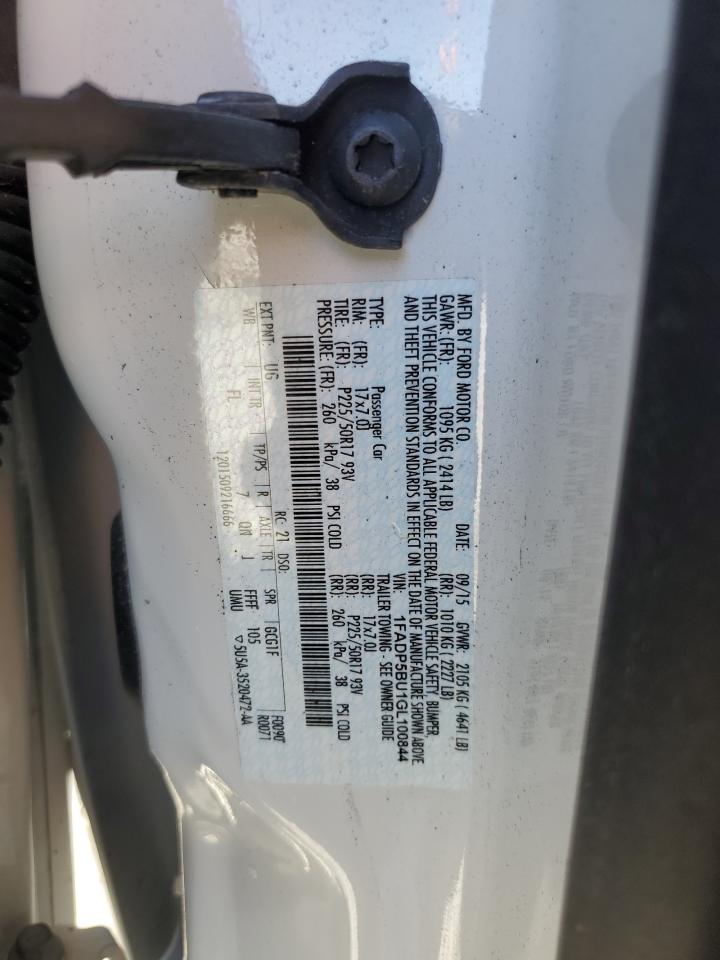 MFD. BY FORD MOTOR CO.
DATE: 09/15 GVWR: 2105 KG ( 4641 LB)
GAWR: (FR): 1095 KG ( 2414 LB) (RR): 1010 KG ( 2227 LB)
THIS VEHICLE CONFORMS TO ALL APPLICABLE FEDERAL MOTOR VEHICLE SAFETY, BUMPER,
AND THEFT PREVENTION STANDARDS IN EFFECT ON THE DATE OF MANUFACTURE SHOWN ABOVE.
VIN: 1FADP5BU1GL100844
TYPE: Passenger Car TRAILER TOWING - SEE OWNER GUIDE
RIM: (FR): 17x7.0J (RR): 17x7.0J
TIRE: (FR): P225/50R17 93V (RR): P225/50R17 93V
PRESSURE: (FR): 260 kPa/ 38 PSI COLD (RR): 260 kPa/ 38 PSI COLD
F0090
R0071
EXT PNT: UG RC: 21 DSO:
WB INT TR TP/PS R AXLE TR SPR GCG1F
FL 7 QN J FFFF 105
1201509216666 UMU 5U5A-3520472-AA